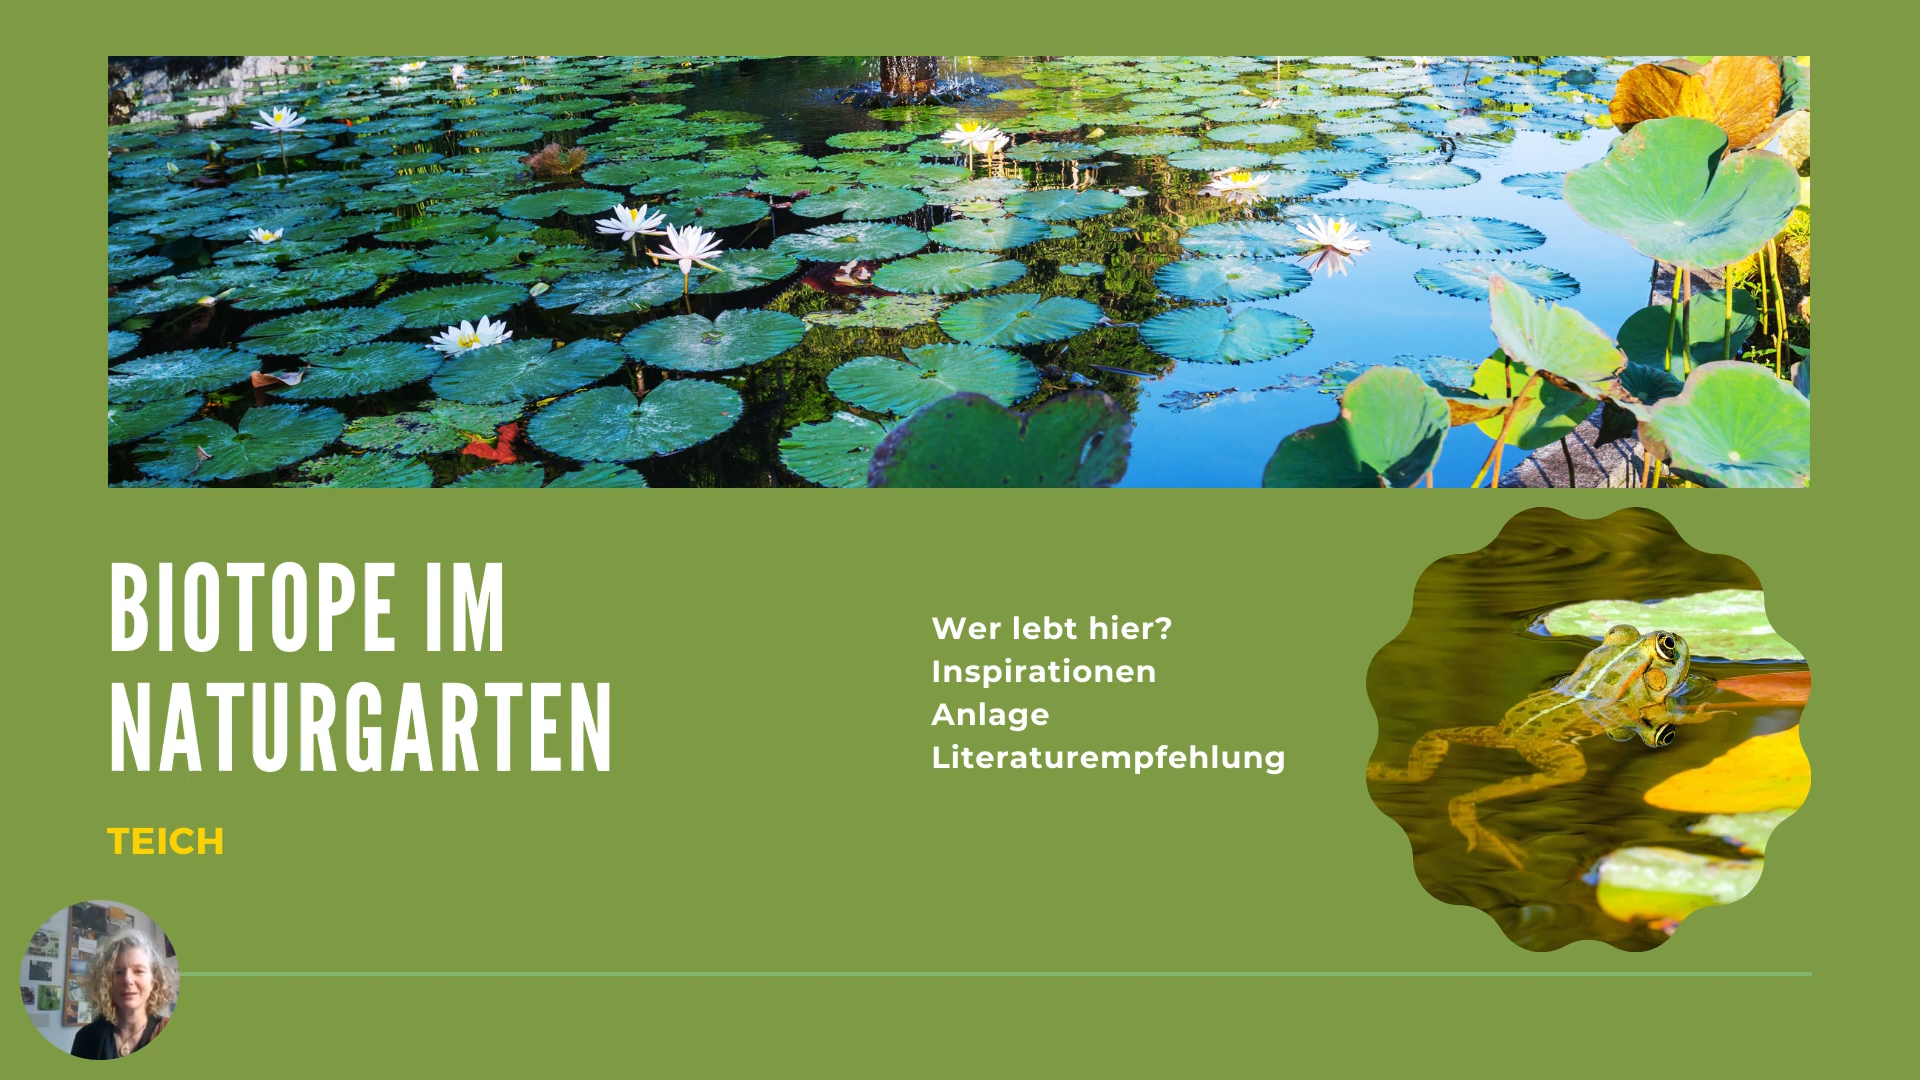 BIOTOPE IM
NATURGARTEN
TEICH
Wer lebt hier?
Inspirationen
Anlage
Literaturempfehlung